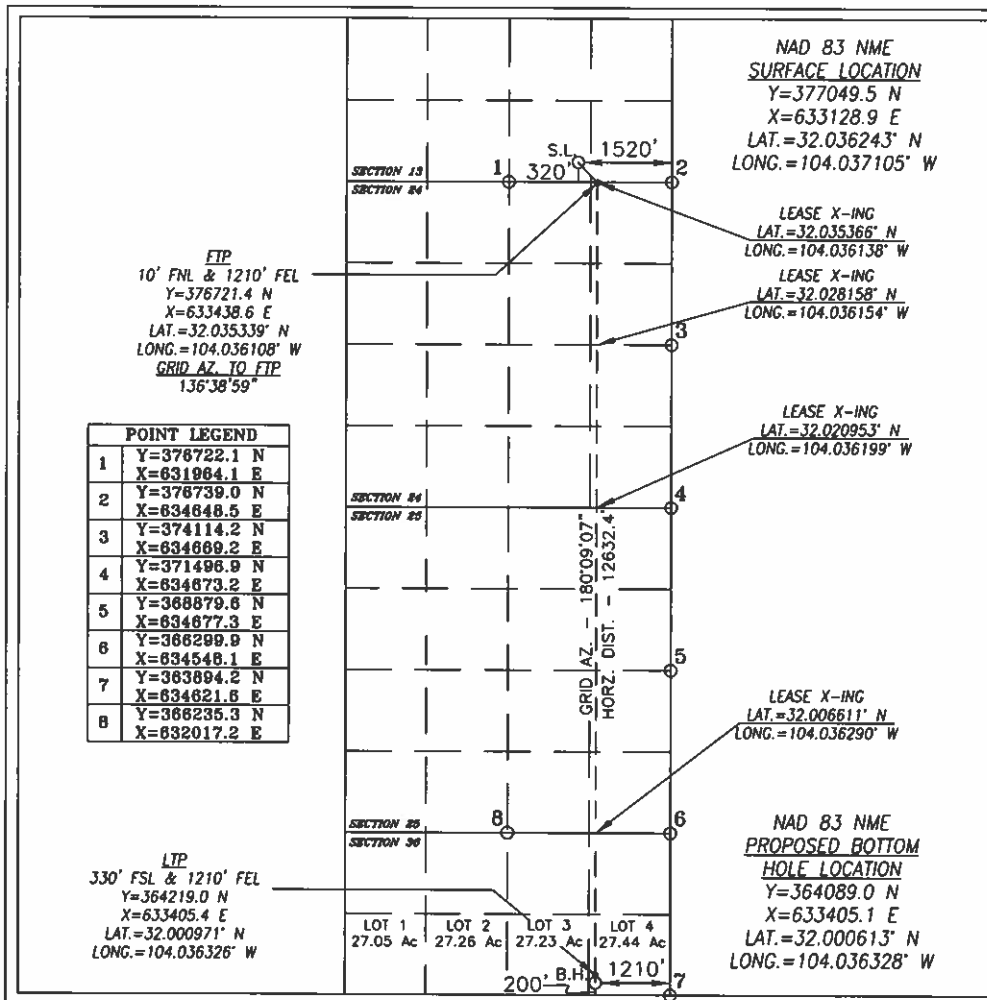 NAD 83 NME
SURFACE LOCATION
Y=377049.5 N
X=633128.9 E
LAT.=32.036243° N
LONG.=104.037105° W
S.L.
1520'
320'
1
2
SECTION 13
SECTION 24
LEASE X-ING
LAT.=32.035366° N
LONG.=104.036138° W
FTP
10' FNL & 1210' FEL
Y=376721.4 N
X=633438.6 E
LAT.=32.035339° N
LONG.=104.036108° W
GRID AZ. TO FTP
136°38'59"
LEASE X-ING
LAT.=32.028158° N
LONG.=104.036154° W
3
POINT LEGEND
1 Y=376722.1 N
X=631964.1 E
2 Y=376739.0 N
X=634648.5 E
3 Y=374114.2 N
X=634669.2 E
4 Y=371496.9 N
X=634673.2 E
5 Y=368879.6 N
X=634677.3 E
6 Y=366299.9 N
X=634546.1 E
7 Y=363894.2 N
X=634621.6 E
8 Y=366235.3 N
X=632017.2 E
LEASE X-ING
LAT.=32.020953° N
LONG.=104.036199° W
SECTION 24
SECTION 25
4
GRID AZ. - 180°09'07"
HORZ. DIST. - 12632.4'
5
LEASE X-ING
LAT.=32.006611° N
LONG.=104.036290° W
SECTION 25
SECTION 36
8
6
LTP
330' FSL & 1210' FEL
Y=364219.0 N
X=633405.4 E
LAT.=32.000971° N
LONG.=104.036326° W
NAD 83 NME
PROPOSED BOTTOM
HOLE LOCATION
Y=364089.0 N
X=633405.1 E
LAT.=32.000613° N
LONG.=104.036328° W
LOT 1
27.05 Ac
LOT 2
27.26 Ac
LOT 3
27.23 Ac
LOT 4
27.44 Ac
200'
B.H.
1210'
7